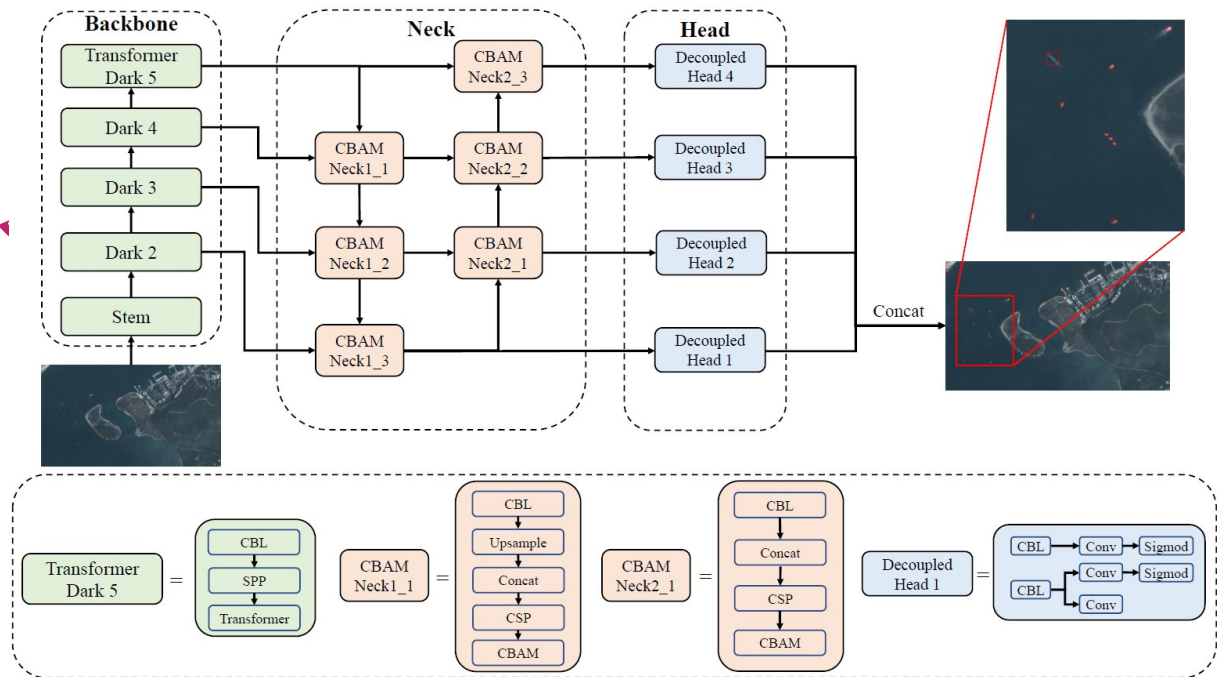 Backbone
Neck
Head
Transformer
Dark 5
Dark 4
Dark 3
Dark 2
Stem
CBAM
Neck1_1
CBAM
Neck1_2
CBAM
Neck1_3
CBAM
Neck2_3
CBAM
Neck2_2
CBAM
Neck2_1
Decoupled
Head 4
Decoupled
Head 3
Decoupled
Head 2
Decoupled
Head 1
Concat
Transformer
Dark 5
=
CBL
SPP
Transformer
CBAM
Neck1_1
=
CBL
Upsample
Concat
CSP
CBAM
CBAM
Neck2_1
=
CBL
Concat
CSP
CBAM
Decoupled
Head 1
=
CBL
Conv
Sigmod
CBL
Conv
Sigmod
Conv